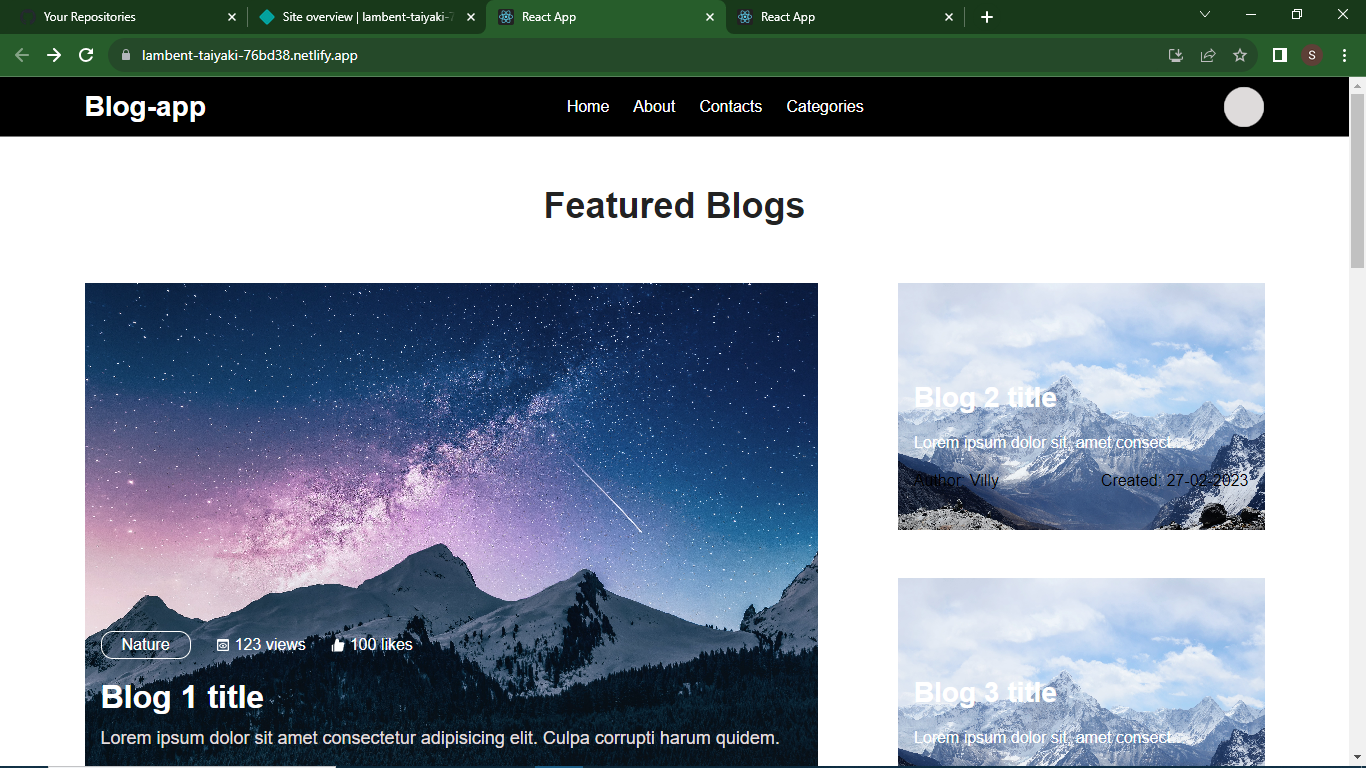 Your Repositories
Site overview | lambent-taiyaki-7
React App
React App
lambent-taiyaki-76bd38.netlify.app
S
Blog-app
Home About Contacts Categories
Featured Blogs
Nature 123 views 100 likes
Blog 1 title
Lorem ipsum dolor sit amet consectetur adipisicing elit. Culpa corrupti harum quidem.
Blog 2 title
Lorem ipsum dolor sit, amet consect...
Author: Villy Created: 27-02-2023
Blog 3 title
Lorem ipsum dolor sit, amet consect...